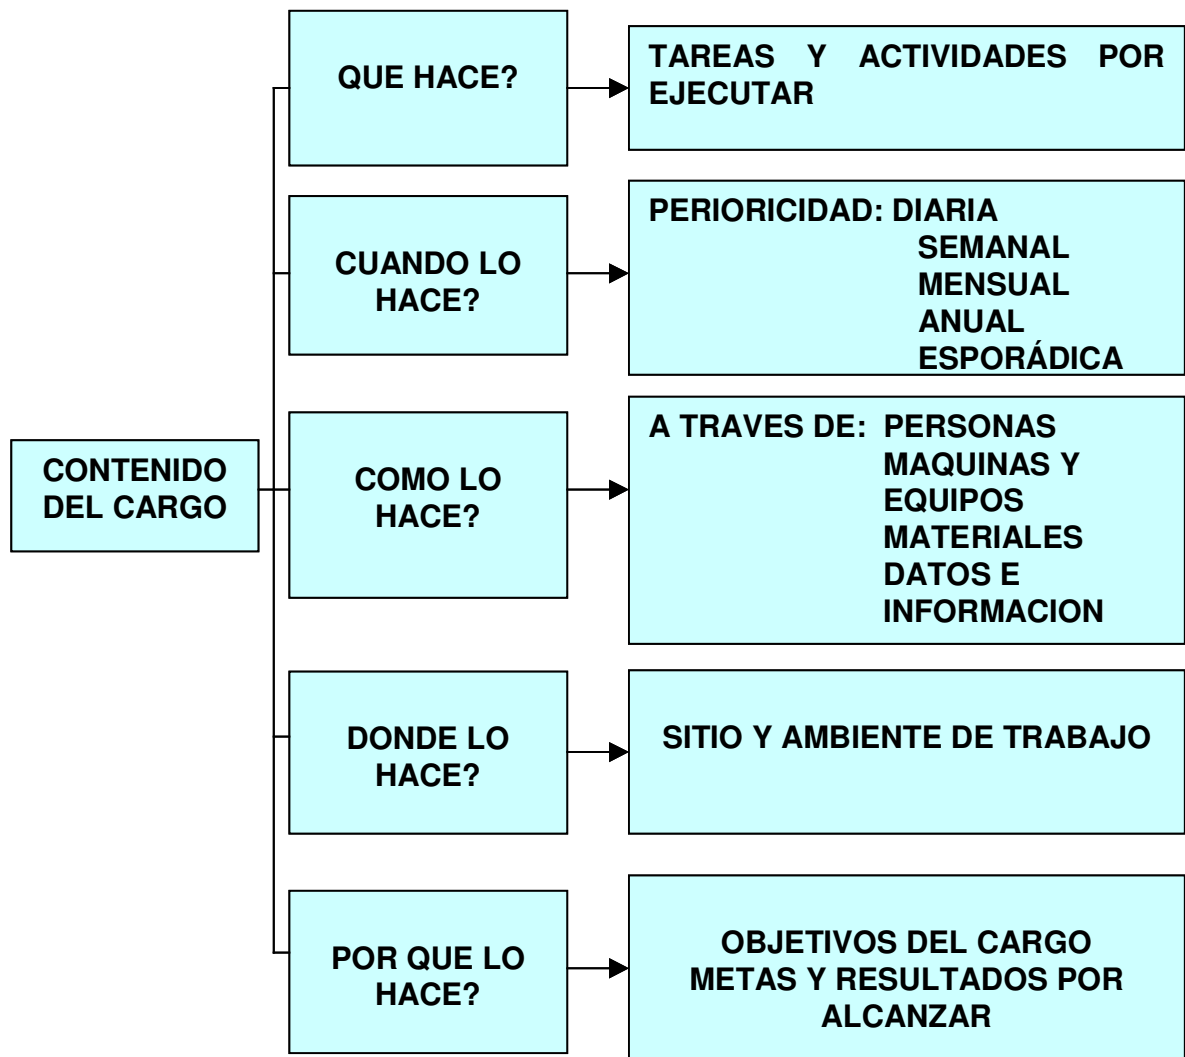 QUE HACE?
TAREAS Y ACTIVIDADES POR
EJECUTAR
CUANDO LO
HACE?
PERIORICIDAD: DIARIA
SEMANAL
MENSUAL
ANUAL
ESPORÁDICA
CONTENIDO
DEL CARGO
COMO LO
HACE?
A TRAVES DE: PERSONAS
MAQUINAS Y
EQUIPOS
MATERIALES
DATOS E
INFORMACION
DONDE LO
HACE?
SITIO Y AMBIENTE DE TRABAJO
POR QUE LO
HACE?
OBJETIVOS DEL CARGO
METAS Y RESULTADOS POR
ALCANZAR